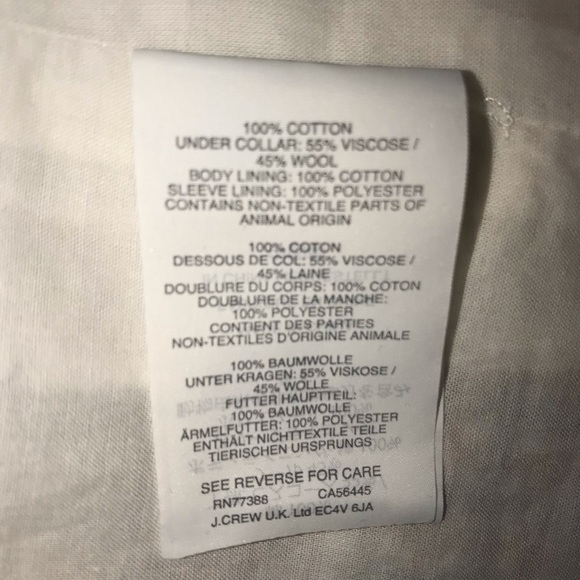 100% COTTON
UNDER COLLAR: 55% VISCOSE /
45% WOOL
BODY LINING: 100% COTTON
SLEEVE LINING: 100% POLYESTER
CONTAINS NON-TEXTILE PARTS OF
ANIMAL ORIGIN
100% COTON
DESSOUS DE COL: 55% VISCOSE /
45% LAINE
DOUBLURE DU CORPS: 100% COTON
DOUBLURE DE LA MANCHE:
100% POLYESTER
CONTIENT DES PARTIES
NON-TEXTILES D'ORIGINE ANIMALE
100% BAUMWOLLE
UNTER KRAGEN: 55% VISKOSE /
45% WOLLE
FUTTER HAUPTTEIL:
100% BAUMWOLLE
ÄRMELFUTTER: 100% POLYESTER
ENTHÄLT NICHTTEXTILE TEILE
TIERISCHEN URSPRUNGS
SEE REVERSE FOR CARE
RN77388 CA56445
J.CREW U.K. Ltd EC4V 6JA